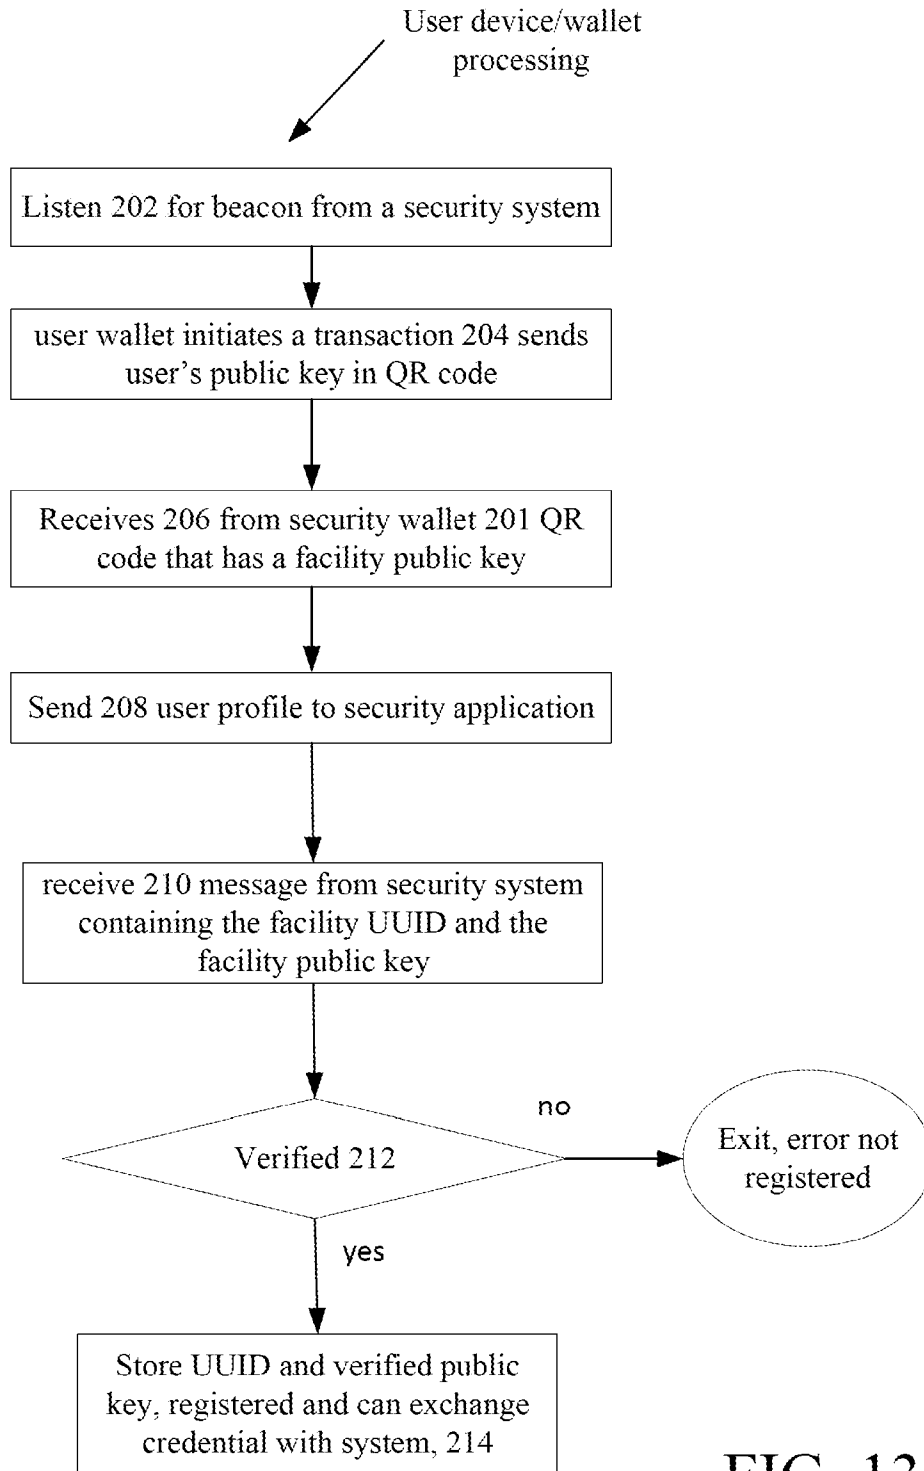 User device/wallet
processing
Listen 202 for beacon from a security system
user wallet initiates a transaction 204 sends
user's public key in QR code
Receives 206 from security wallet 201 QR
code that has a facility public key
Send 208 user profile to security application
receive 210 message from security system
containing the facility UUID and the
facility public key
no
Verified 212
Exit, error not
registered
yes
Store UUID and verified public
key, registered and can exchange
credential with system, 214
FIG. 13